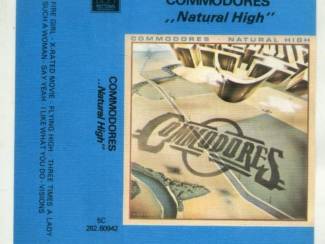 COMMODORES
,,Natural High"
COMMODORES NATURAL HIGH
COMMODORES
COMMODORES
,,Natural High"
5C
262.60942
FIRE GIRL · X-RATED MOVIE · FLYING HIGH · THREE TIMES A LADY ·
SUCH A WOMAN · SAY YEAH · I LIKE WHAT YOU DO · VISIONS